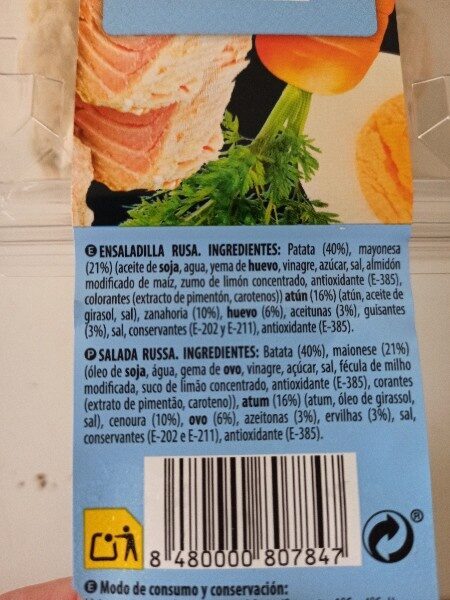 E ENSALADILLA RUSA. INGREDIENTES: Patata (40%), mayonesa
(21%) (aceite de soja, agua, yema de huevo, vinagre, azúcar, sal, almidón
modificado de maíz, zumo de limón concentrado, antioxidante (E-385),
colorantes (extracto de pimentón, carotenos)) atún (16%) (atún, aceite de
girasol, sal), zanahoria (10%), huevo (6%), aceitunas (3%), guisantes
(3%), sal, conservantes (E-202 y E-211), antioxidante (E-385).
P SALADA RUSSA. INGREDIENTES: Batata (40%), maionese (21%)
(óleo de soja, água, gema de ovo, vinagre, açúcar, sal, fécula de milho
modificada, suco de limão concentrado, antioxidante (E-385), corantes
(extrato de pimentão, caroteno)), atum (16%) (atum, óleo de girassol,
sal), cenoura (10%), ovo (6%), azeitonas (3%), ervilhas (3%), sal,
conservantes (E-202 e E-211), antioxidante (E-385).
8 480000 807847
®
E Modo de consumo y conservación: